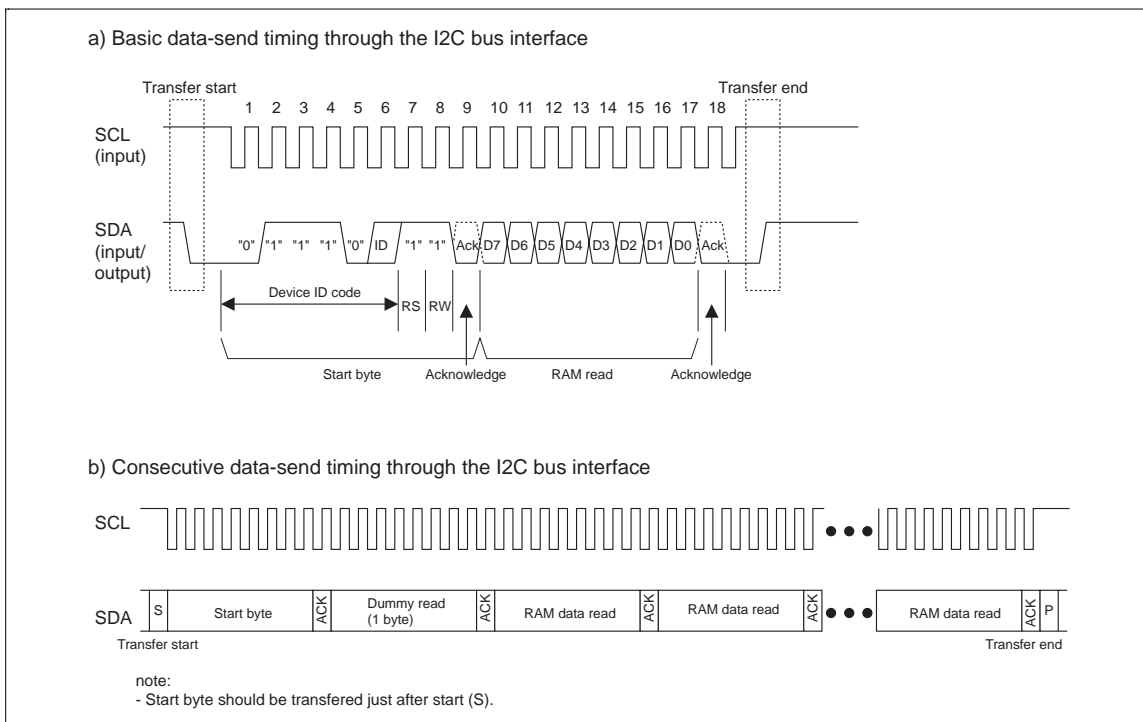 a) Basic data-send timing through the I2C bus interface
Transfer start
Transfer end
1 2 3 4 5 6 7 8 9 10 11 12 13 14 15 16 17 18
SCL
(input)
SDA
(input/
output)
"0" "1" "1" "1" "0" ID "1" "1" Ack D7 D6 D5 D4 D3 D2 D1 D0 Ack
Device ID code
RS RW
Start byte
Acknowledge
RAM read
Acknowledge
b) Consecutive data-send timing through the I2C bus interface
SCL
SDA
S
Start byte
ACK
Dummy read
(1 byte)
ACK
RAM data read
ACK
RAM data read
ACK
RAM data read
ACK
P
Transfer start
Transfer end
note:
- Start byte should be transfered just after start (S).